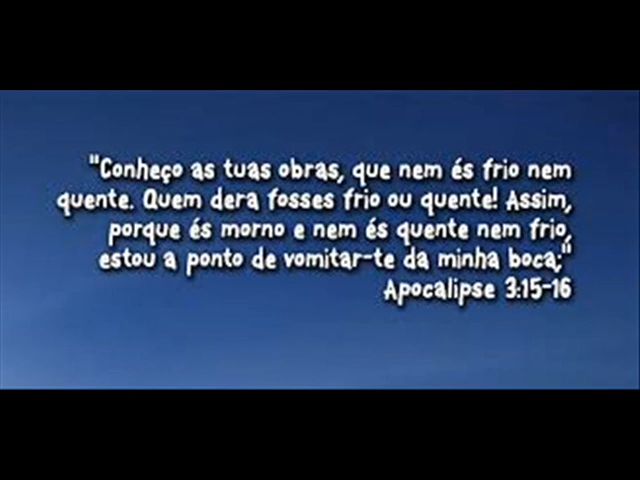 "Conheço as tuas obras, que nem és frio nem
quente. Quem dera fosses frio ou quente! Assim,
porque és morno e nem és quente nem frio,
estou a ponto de vomitar-te da minha boca;"
Apocalipse 3:15-16